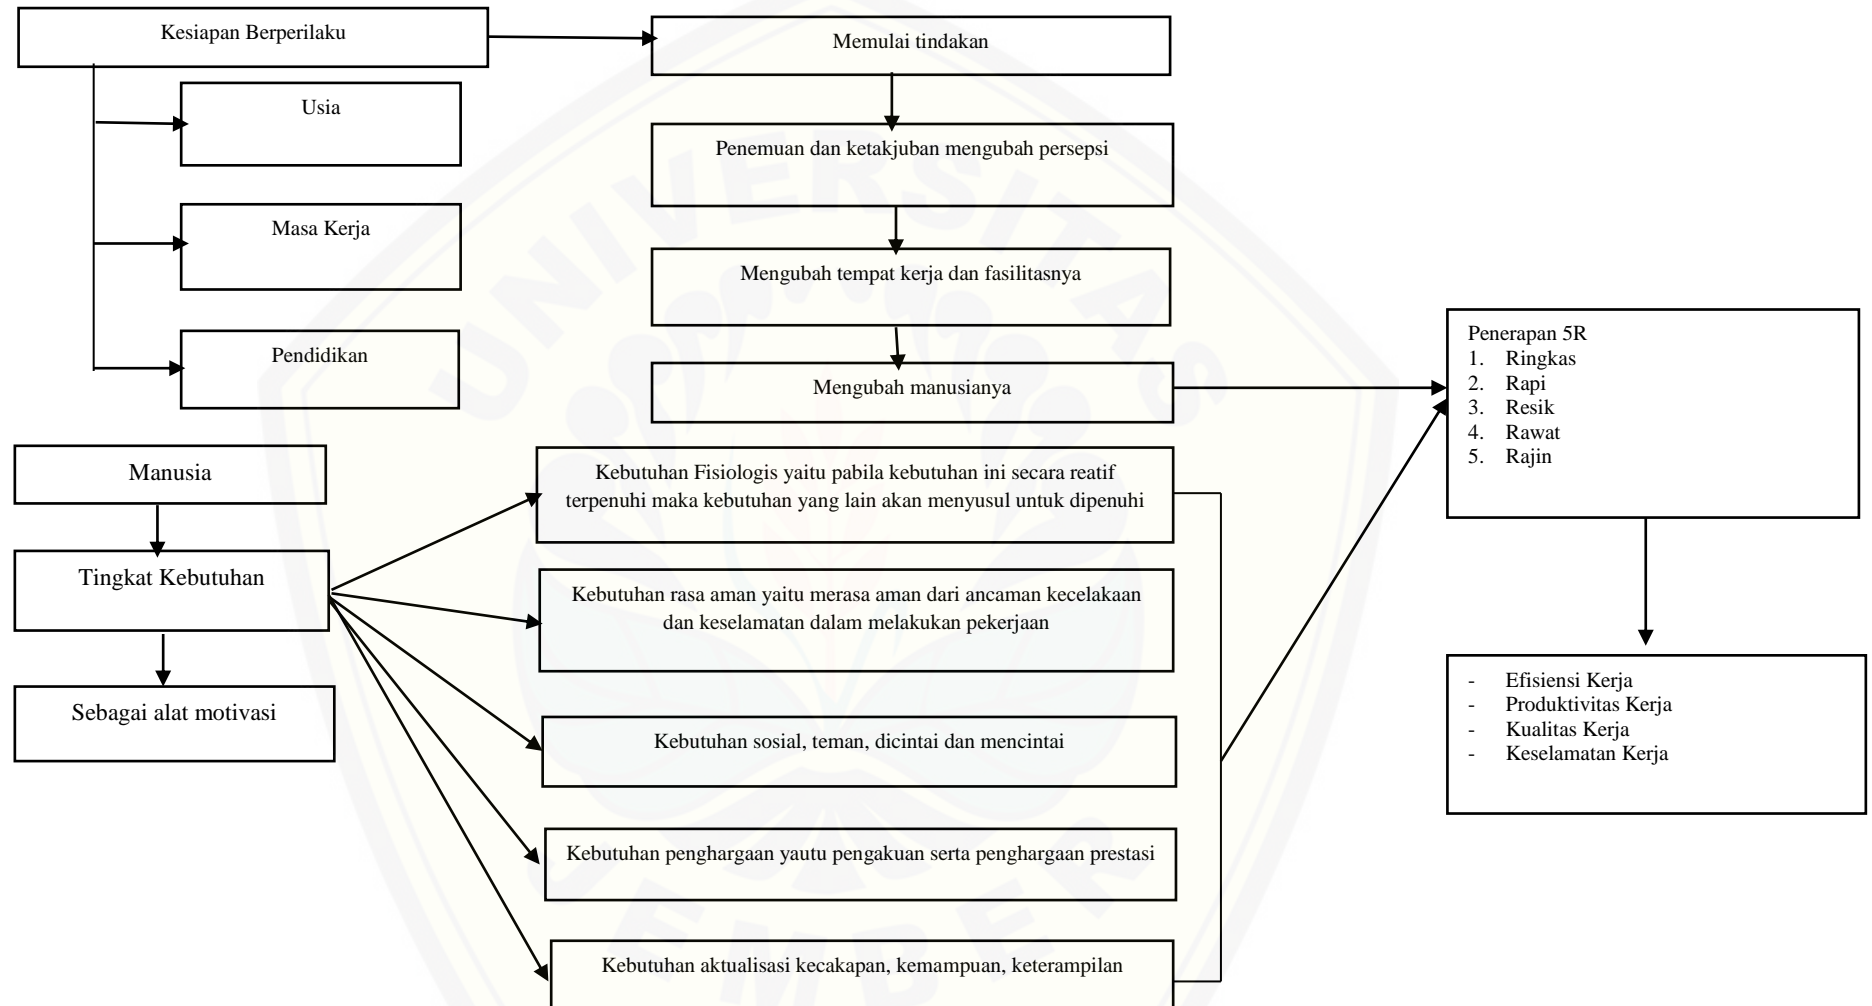 Kesiapan Berperilaku
Memulai tindakan
Usia
Penemuan dan ketakjuban mengubah persepsi
Masa Kerja
Mengubah tempat kerja dan fasilitasnya
Pendidikan
Mengubah manusianya
Penerapan 5R
1. Ringkas
2. Rapi
3. Resik
4. Rawat
5. Rajin
Manusia
Tingkat Kebutuhan
Sebagai alat motivasi
Kebutuhan Fisiologis yaitu pabila kebutuhan ini secara reatif
terpenuhi maka kebutuhan yang lain akan menyusul untuk dipenuhi
Kebutuhan rasa aman yaitu merasa aman dari ancaman kecelakaan
dan keselamatan dalam melakukan pekerjaan
Kebutuhan sosial, teman, dicintai dan mencintai
Kebutuhan penghargaan yautu pengakuan serta penghargaan prestasi
Kebutuhan aktualisasi kecakapan, kemampuan, keterampilan
- Efisiensi Kerja
- Produktivitas Kerja
- Kualitas Kerja
- Keselamatan Kerja
UNIVERSITAS
JEMBER